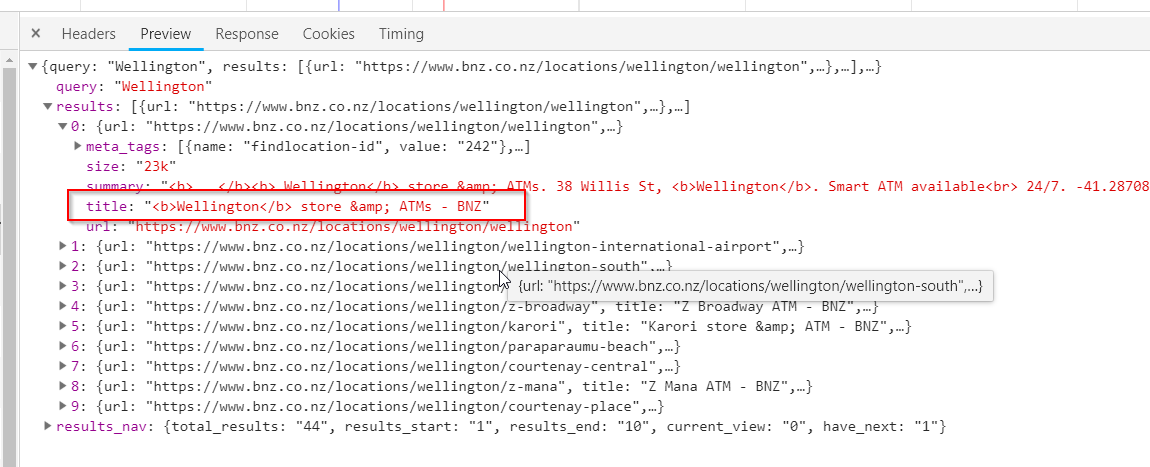 × Headers Preview Response Cookies Timing
▼{query: "Wellington", results: [{url: "https://www.bnz.co.nz/locations/wellington/wellington",…},…],…}
query: "Wellington"
▼results: [{url: "https://www.bnz.co.nz/locations/wellington/wellington",…},…]
▼0: {url: "https://www.bnz.co.nz/locations/wellington/wellington",…}
▶meta_tags: [{name: "findlocation-id", value: "242"},…]
size: "23k"
summary: "<b> </b><b> Wellington</b> store &amp; ATMs. 38 Willis St, <b>Wellington</b>. Smart ATM available<br> 24/7. -41.28708
title: "<b>Wellington</b> store &amp; ATMs - BNZ"
url: "https://www.bnz.co.nz/locations/wellington/wellington"
▶1: {url: "https://www.bnz.co.nz/locations/wellington/wellington-international-airport",…}
▶2: {url: "https://www.bnz.co.nz/locations/wellington/wellington-south",…}
▶3: {url: "https://www.bnz.co.nz/locations/wellington/
{url: "https://www.bnz.co.nz/locations/wellington/wellington-south",…}
▶4: {url: "https://www.bnz.co.nz/locations/wellington/z-broadway", title: "Z Broadway ATM - BNZ",…}
▶5: {url: "https://www.bnz.co.nz/locations/wellington/karori", title: "Karori store &amp; ATM - BNZ",…}
▶6: {url: "https://www.bnz.co.nz/locations/wellington/paraparaumu-beach",…}
▶7: {url: "https://www.bnz.co.nz/locations/wellington/courtenay-central",…}
▶8: {url: "https://www.bnz.co.nz/locations/wellington/z-mana", title: "Z Mana ATM - BNZ",…}
▶9: {url: "https://www.bnz.co.nz/locations/wellington/courtenay-place",…}
▶results_nav: {total_results: "44", results_start: "1", results_end: "10", current_view: "0", have_next: "1"}